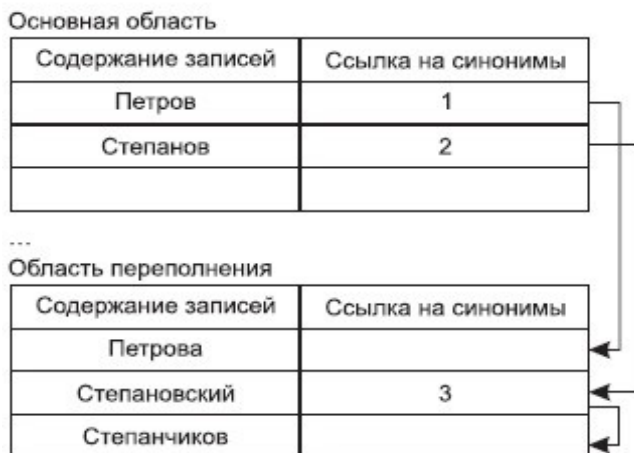 Основная область
Содержание записей Ссылка на синонимы
Петров 1
Степанов 2
...
Область переполнения
Содержание записей Ссылка на синонимы
Петрова
Степановский 3
Степанчиков